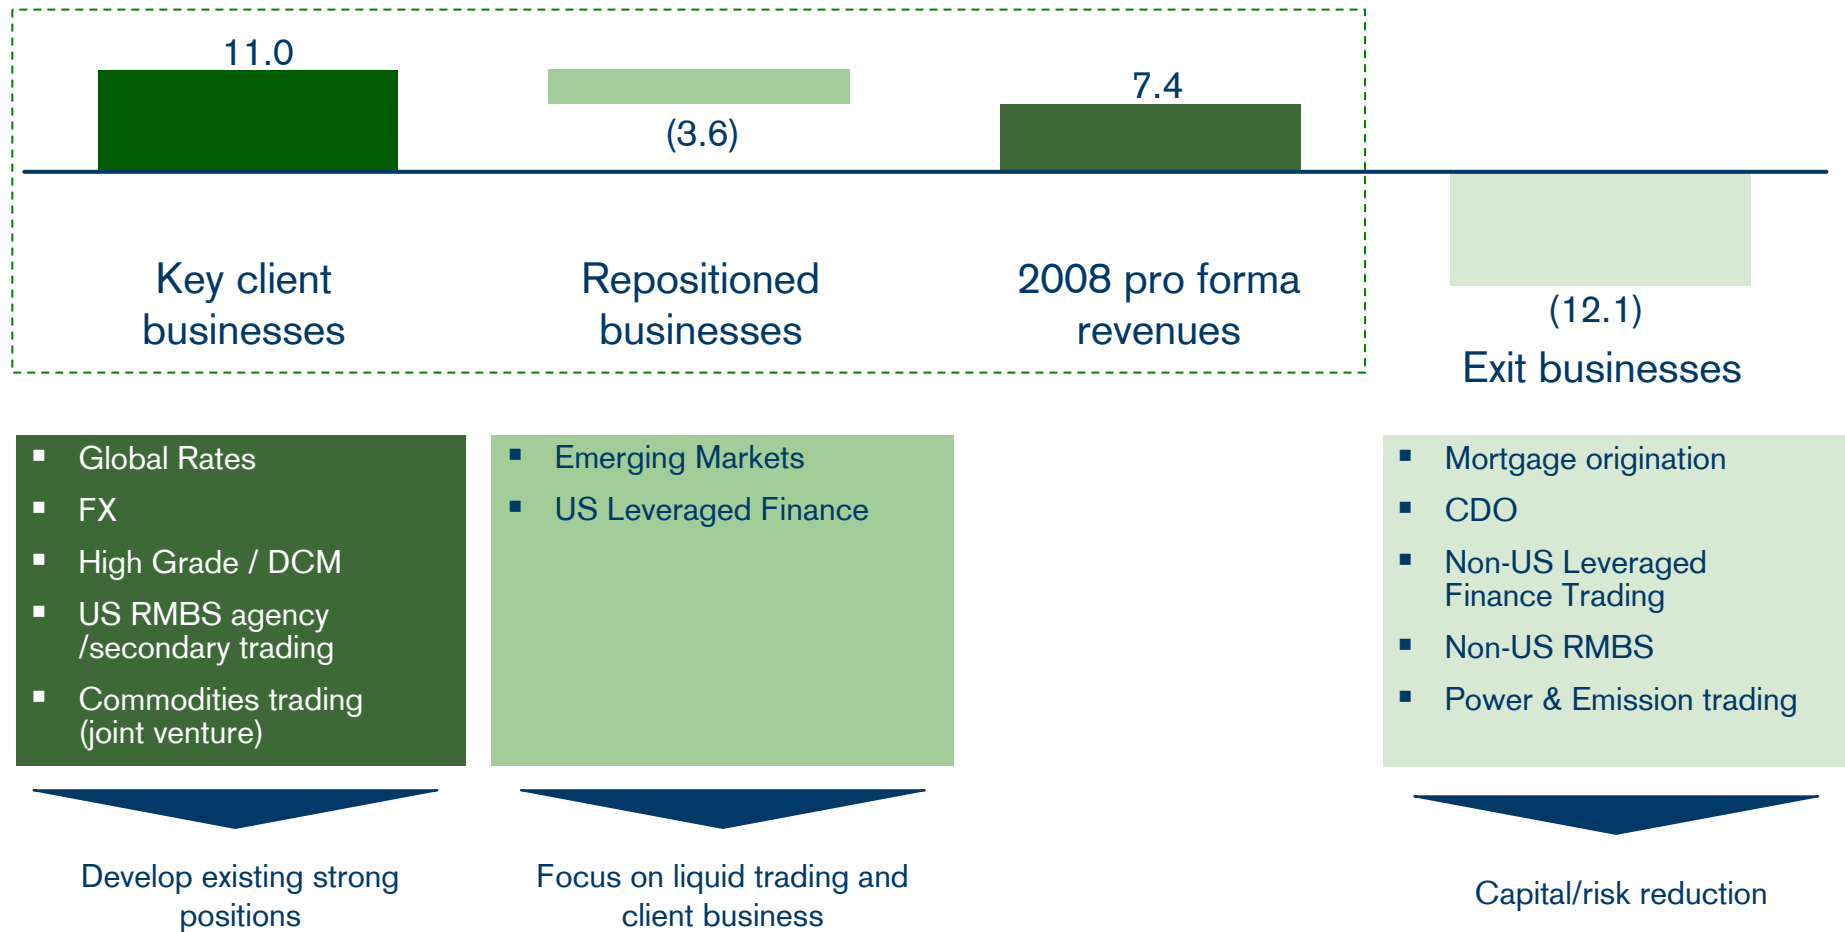 11.0
(3.6)
7.4
(12.1)
Key client
businesses
Repositioned
businesses
2008 pro forma
revenues
Exit businesses
▪ Global Rates
▪ FX
▪ High Grade / DCM
▪ US RMBS agency
/secondary trading
▪ Commodities trading
(joint venture)
▪ Emerging Markets
▪ US Leveraged Finance
▪ Mortgage origination
▪ CDO
▪ Non-US Leveraged
Finance Trading
▪ Non-US RMBS
▪ Power & Emission trading
Develop existing strong
positions
Focus on liquid trading and
client business
Capital/risk reduction